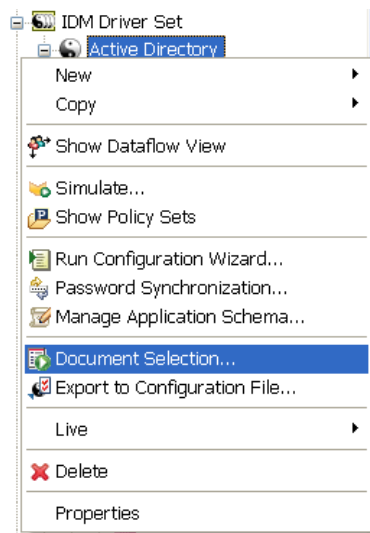 IDM Driver Set
Active Directory
New
Copy
Show Dataflow View
Simulate...
Show Policy Sets
Run Configuration Wizard...
Password Synchronization...
Manage Application Schema...
Document Selection...
Export to Configuration File...
Live
Delete
Properties